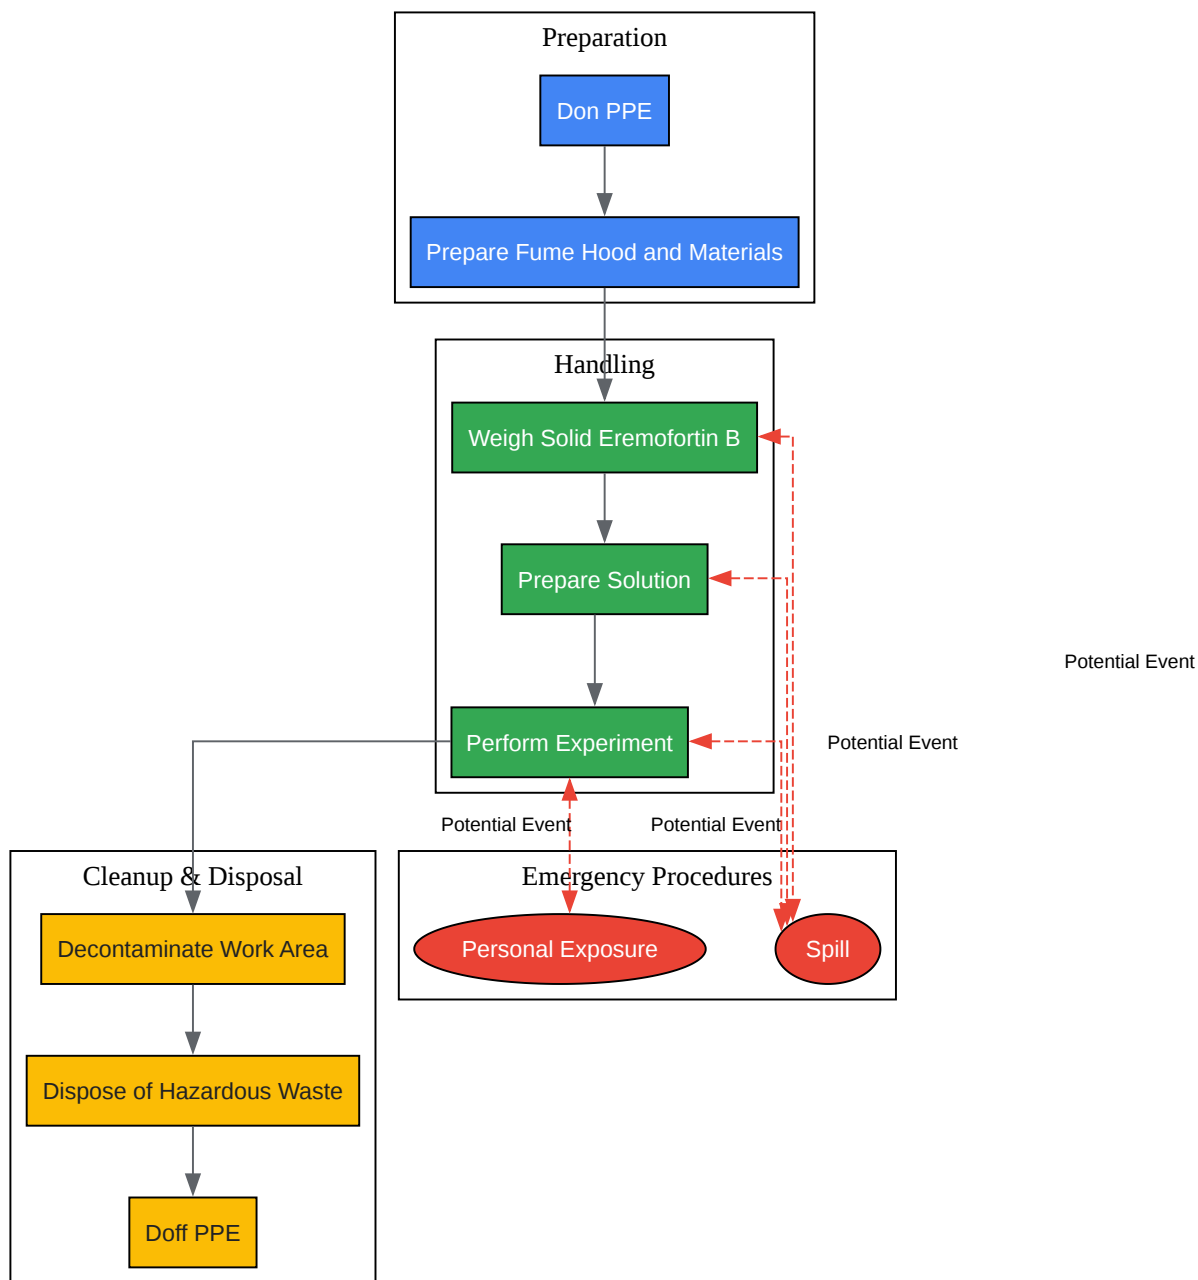 Preparation
Don PPE
Prepare Fume Hood and Materials
Handling
Weigh Solid Eremofortin B
Prepare Solution
Potential Event
Perform Experiment
Potential Event
Potential Event
Potential Event
Cleanup & Disposal
Emergency Procedures
Decontaminate Work Area
Personal Exposure
Spill
Dispose of Hazardous Waste
Doff PPE